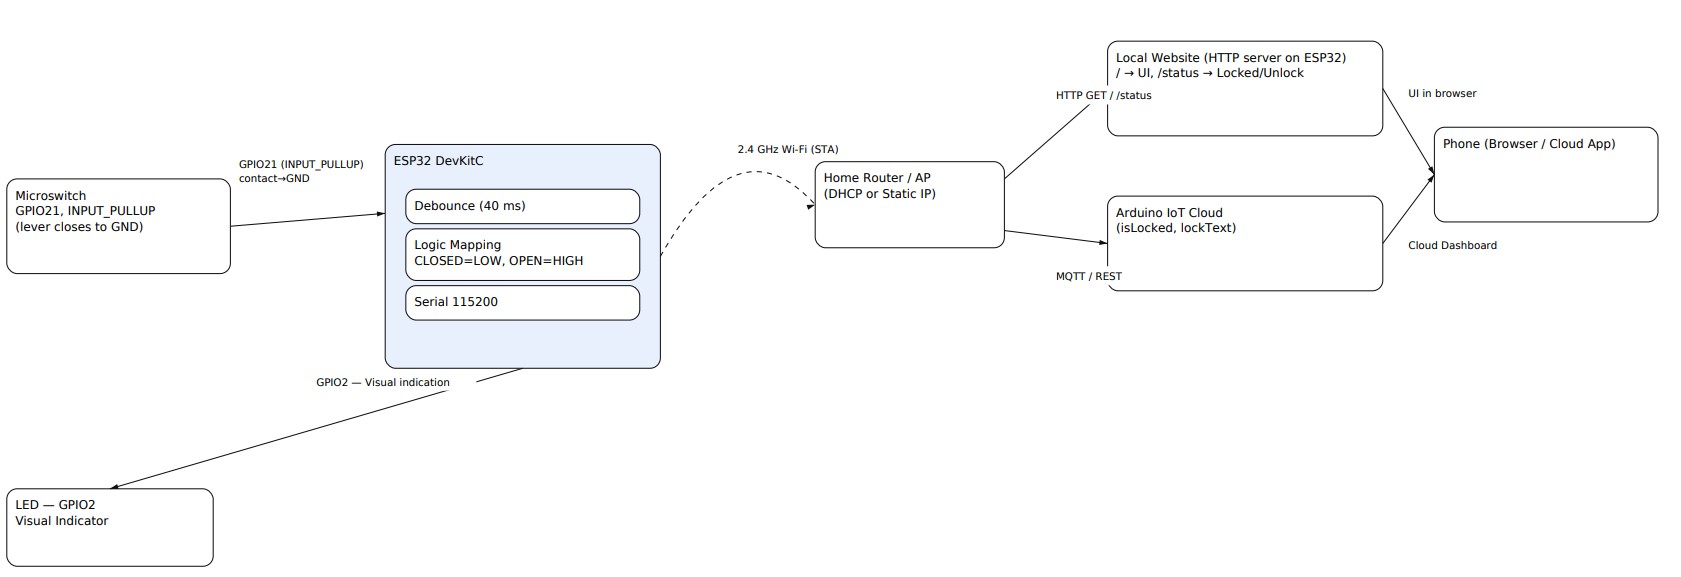 Microswitch
GPIO21, INPUT_PULLUP
(lever closes to GND)
GPIO21 (INPUT_PULLUP)
contact→GND
ESP32 DevKitC
Debounce (40 ms)
Logic Mapping
CLOSED=LOW, OPEN=HIGH
Serial 115200
GPIO2 — Visual indication
LED — GPIO2
Visual Indicator
2.4 GHz Wi-Fi (STA)
Home Router / AP
(DHCP or Static IP)
Local Website (HTTP server on ESP32)
/ → UI, /status → Locked/Unlock
HTTP GET / /status
Arduino IoT Cloud
(isLocked, lockText)
MQTT / REST
UI in browser
Phone (Browser / Cloud App)
Cloud Dashboard